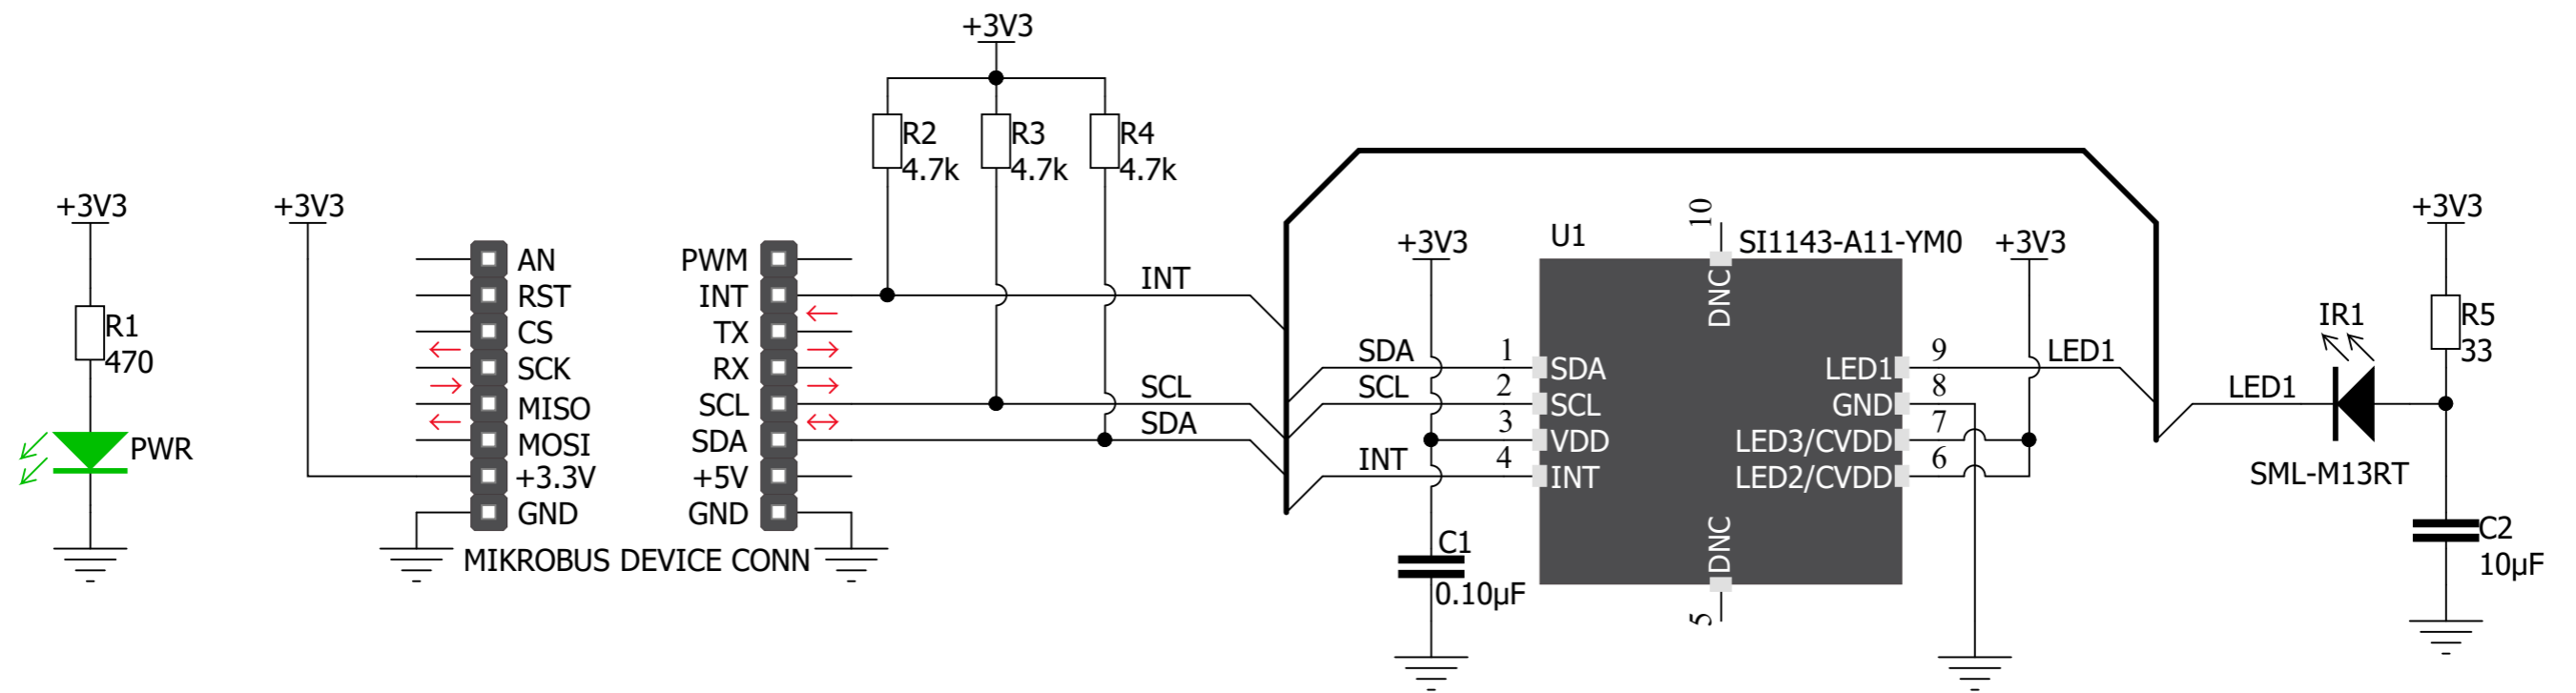 +3V3
R1
470
PWR
+3V3
AN
RST
CS
SCK
MISO
MOSI
+3.3V
GND
PWM
INT
TX
RX
SCL
SDA
+5V
GND
MIKROBUS DEVICE CONN
+3V3
R2
4.7k
R3
4.7k
R4
4.7k
INT
SCL
SDA
SDA
SCL
INT
+3V3
C1
0.10µF
U1
SI1143-A11-YM0
10
DNC
1
SDA
2
SCL
3
VDD
4
INT
DNC
5
9
LED1
8
GND
7
LED3/CVDD
6
LED2/CVDD
+3V3
LED1
LED1
IR1
SML-M13RT
+3V3
R5
33
C2
10µF